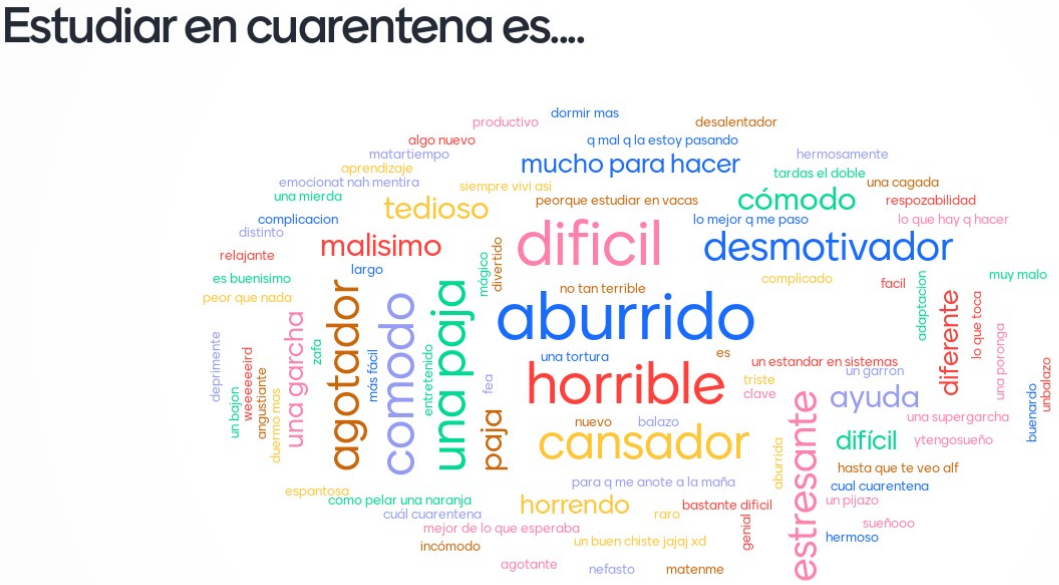 Estudiar en cuarentena es....
dormir mas
productivo
desalentador
algo nuevo
q mal q la estoy pasando
matartiempo
mucho para hacer
hermosamente
aprendizaje
tardas el doble
emocionat nah mentira
siempre vivi asi
una cagada
una mierda
tedioso
peorque estudiar en vacas
cómodo
respozabilidad
complicacion
lo mejor q me paso
lo que hay q hacer
distinto
malisimo
dificil
desmotivador
relajante
largo
mágico
divertido
es buenisimo
complicado
facil
muy malo
peor que nada
no tan terrible
adaptacion
diferente
lo que toca
agotador
comodo
una paja
aburrido
una garcha
zafa
deprimente
weeeeeeird
más fácil
entretenido
una tortura
es
un estandar en sistemas
un garron
una poronga
unbalazo
un bajon
angustiante
duermo mas
fea
horrible
triste
clave
ayuda
buenardo
paja
nuevo
balazo
una supergarcha
cansador
estresante
difícil
ytengosueño
aburrida
hasta que te veo alf
para q me anote a la maña
cual cuarentena
espantosa
como pelar una naranja
horrendo
bastante dificil
un pijazo
cuál cuarentena
raro
genial
sueñooo
mejor de lo que esperaba
hermoso
incómodo
un buen chiste jajaj xd
agotante
nefasto
matenme